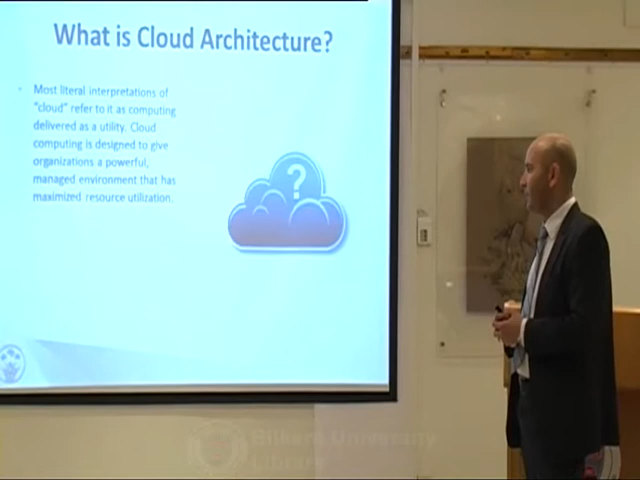 What is Cloud Architecture?
Most literal interpretations of
"cloud" refer to it as computing
delivered as a utility. Cloud
computing is designed to give
organizations a powerful,
managed environment that has
maximized resource utilization.
?
Bilkent University
Library